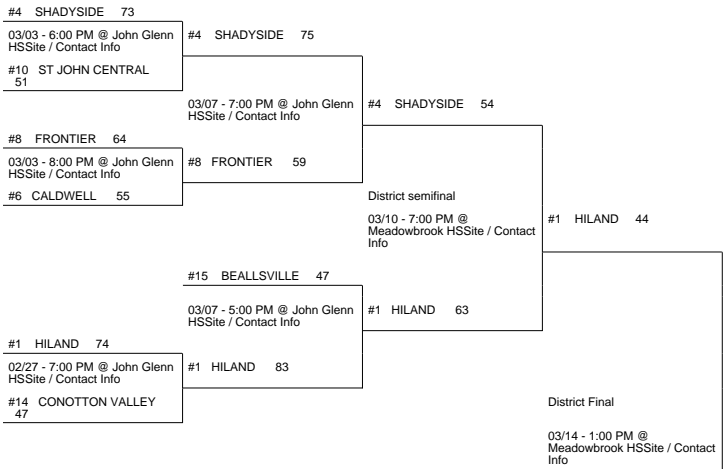 #4 SHADYSIDE 73
03/03 - 6:00 PM @ John Glenn
HSSite / Contact Info
#10 ST JOHN CENTRAL
51
#4 SHADYSIDE 75
03/07 - 7:00 PM @ John Glenn
HSSite / Contact Info
#8 FRONTIER 64
03/03 - 8:00 PM @ John Glenn
HSSite / Contact Info
#6 CALDWELL 55
#8 FRONTIER 59
#4 SHADYSIDE 54
District semifinal
03/10 - 7:00 PM @
Meadowbrook HSSite / Contact
Info
#1 HILAND 44
#15 BEALLSVILLE 47
03/07 - 5:00 PM @ John Glenn
HSSite / Contact Info
#1 HILAND 63
#1 HILAND 74
02/27 - 7:00 PM @ John Glenn
HSSite / Contact Info
#14 CONOTTON VALLEY
47
#1 HILAND 83
District Final
03/14 - 1:00 PM @
Meadowbrook HSSite / Contact
Info